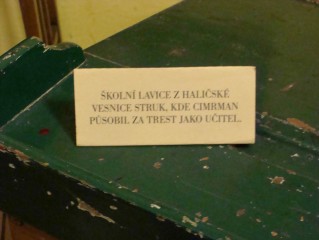 ŠKOLNÍ LAVICE Z HALIČSKÉ
VESNICE STRUK, KDE CIMRMAN
PŮSOBIL ZA TREST JAKO UČITEL.